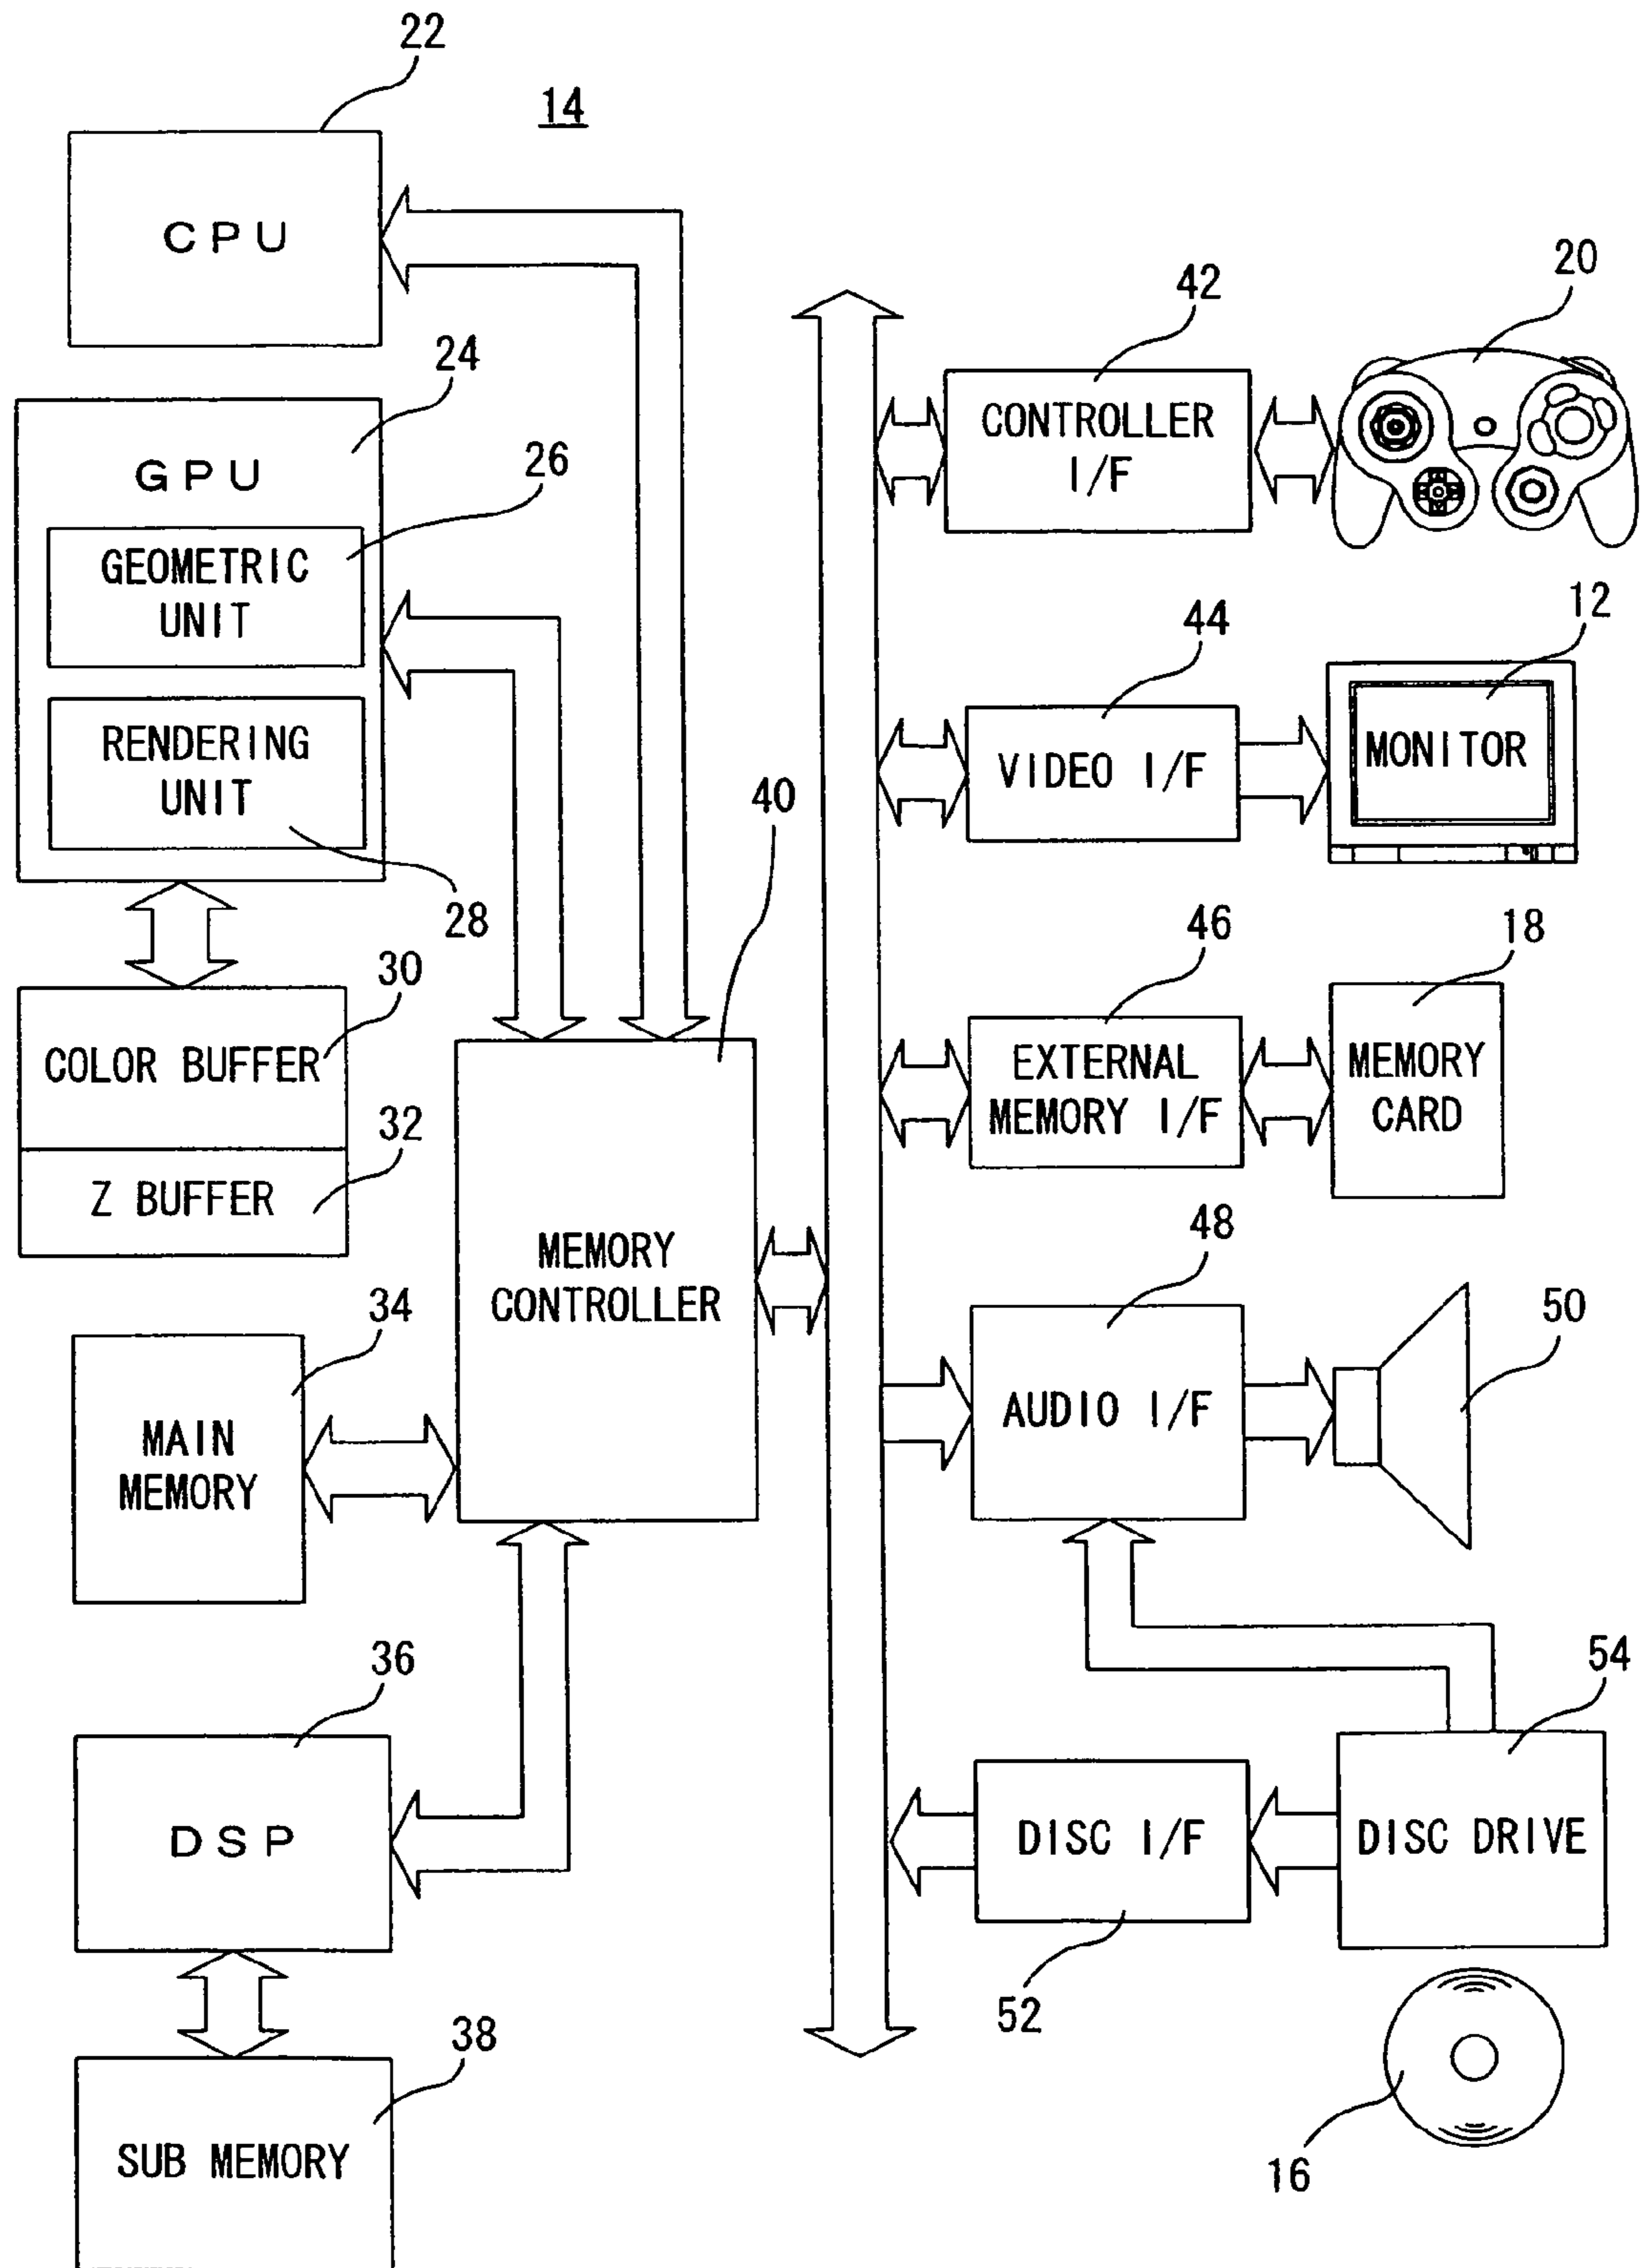 22
14
CPU
24
GPU
26
GEOMETRIC
UNIT
RENDERING
UNIT
28
30
COLOR BUFFER
32
Z BUFFER
40
MEMORY
CONTROLLER
34
MAIN
MEMORY
36
DSP
38
SUB MEMORY
42
20
CONTROLLER
I/F
44
12
VIDEO I/F
MONITOR
46
18
EXTERNAL
MEMORY I/F
MEMORY
CARD
48
50
AUDIO I/F
54
DISC I/F
DISC DRIVE
52
16